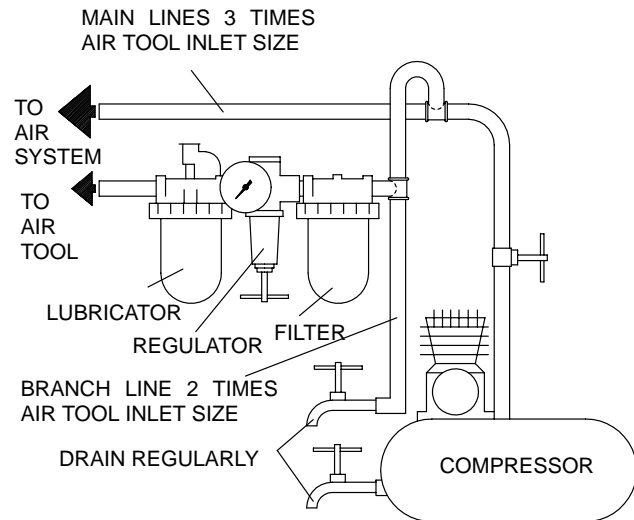 MAIN LINES 3 TIMES
AIR TOOL INLET SIZE
TO
AIR
SYSTEM
TO
AIR
TOOL
LUBRICATOR
REGULATOR
FILTER
BRANCH LINE 2 TIMES
AIR TOOL INLET SIZE
DRAIN REGULARLY
COMPRESSOR